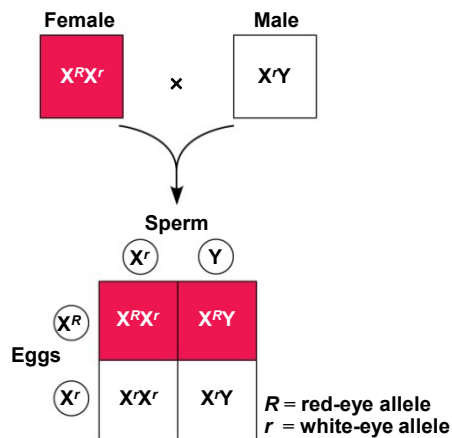 Female Male
XᴿXʳ × XʳY
Sperm
Xʳ Y
Xᴿ XᴿXʳ XᴿY
Eggs
Xʳ XʳXʳ XʳY
R = red-eye allele
r = white-eye allele